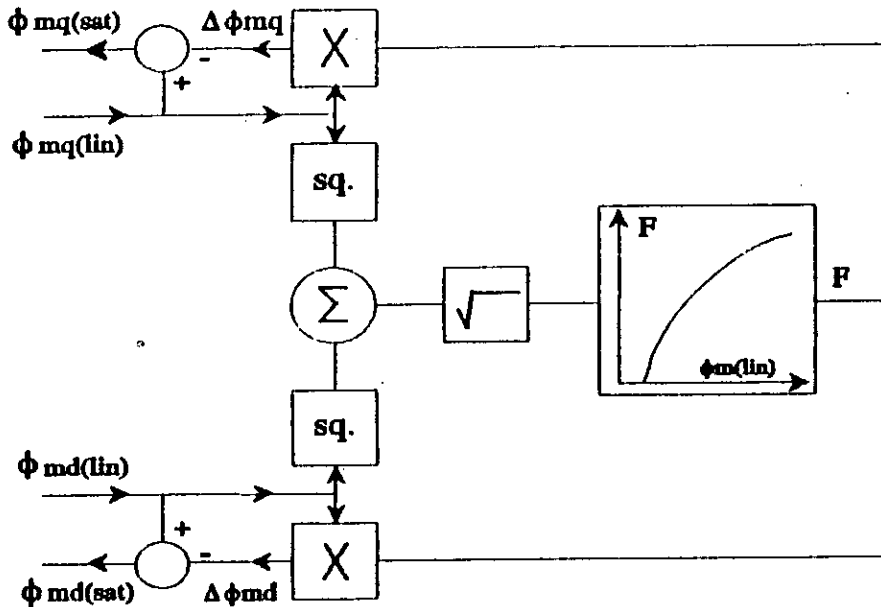 ϕ mq(sat)
Δ ϕmq
X
-
+
ϕ mq(lin)
sq.
F
F
Σ
√
ϕm(lin)
sq.
ϕ md(lin)
+
-
X
ϕ md(sat)
Δ ϕmd